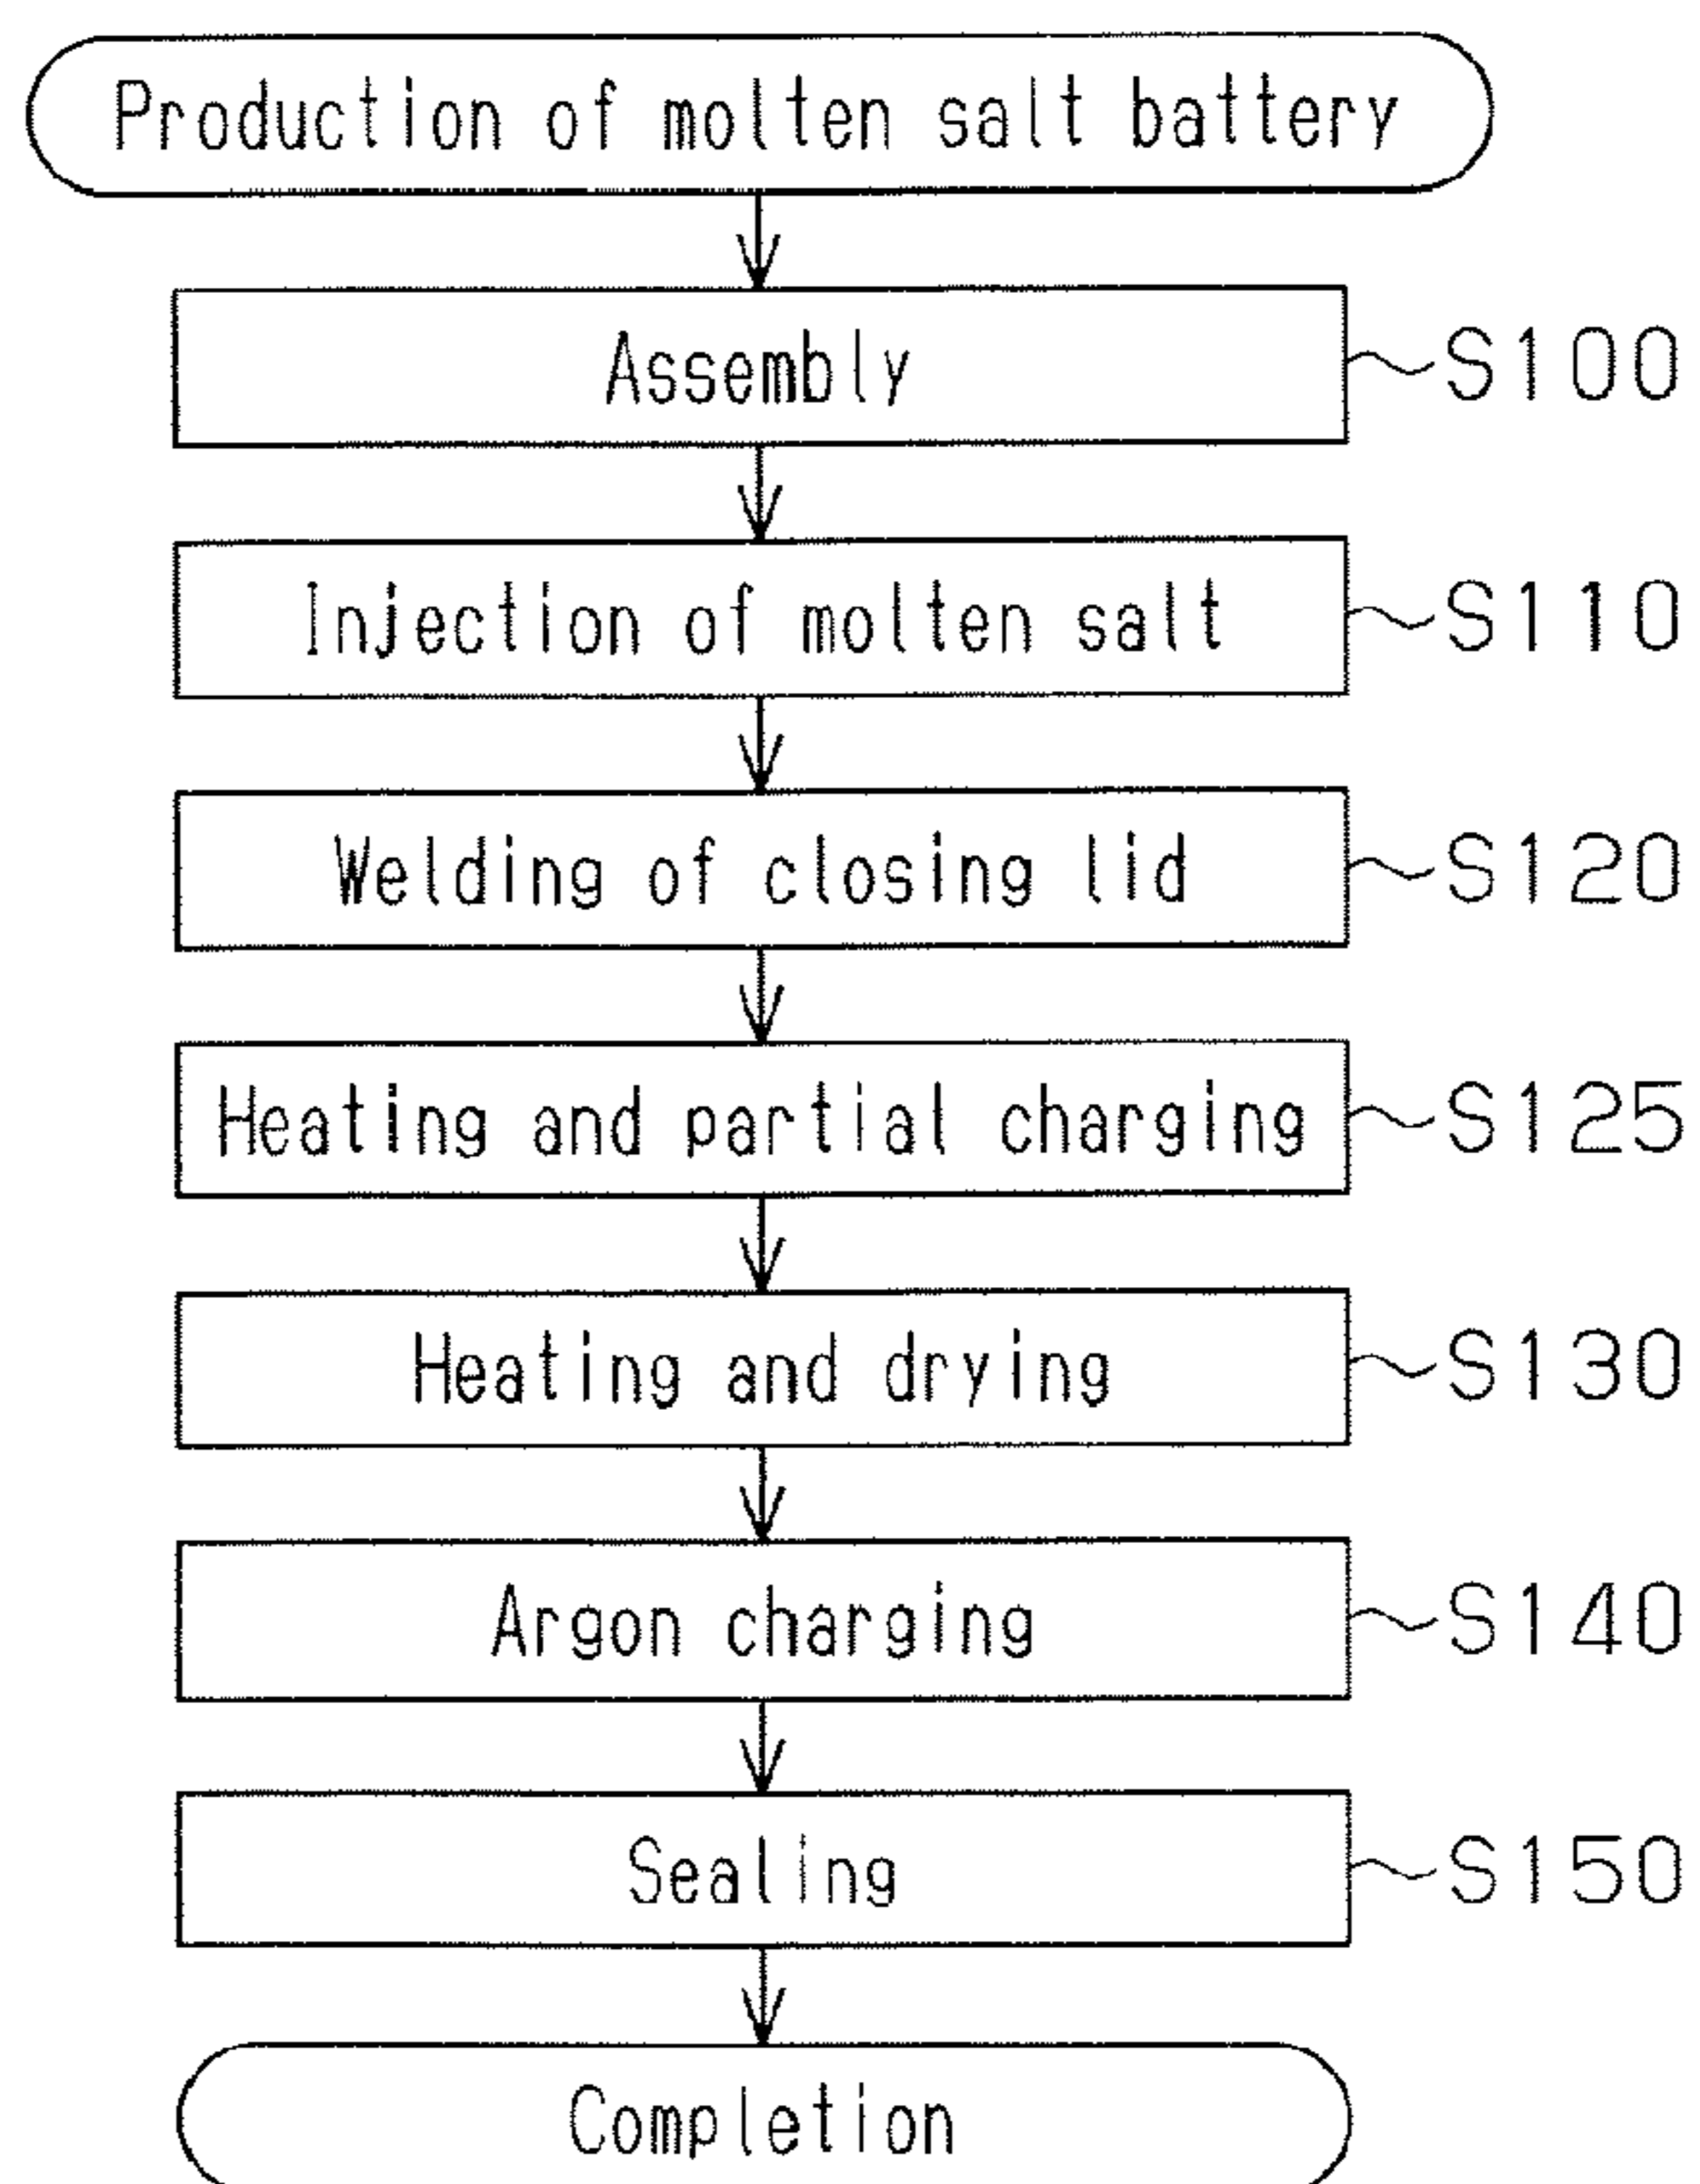 Production of molten salt battery
Assembly S100
Injection of molten salt S110
Welding of closing lid S120
Heating and partial charging S125
Heating and drying S130
Argon charging S140
Sealing S150
Completion